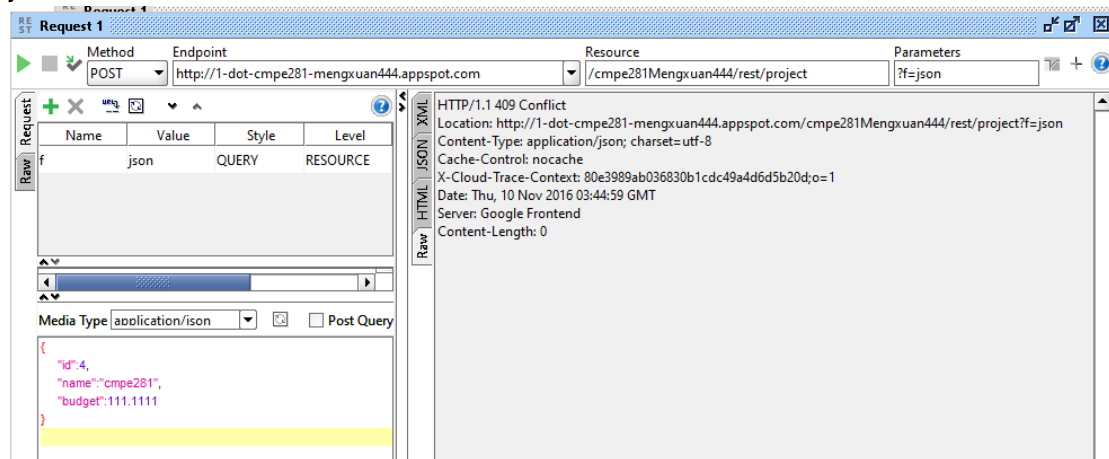 Request 1
RE ST Request 1
Method Endpoint Resource Parameters
POST http://1-dot-cmpe281-mengxuan444.appspot.com /cmpe281Mengxuan444/rest/project ?f=json
Request
Raw
Name Value Style Level
f json QUERY RESOURCE
Media Type application/json Post Query
{
"id":4,
"name":"cmpe281",
"budget":111.1111
}
XML
JSON
HTML
Raw
HTTP/1.1 409 Conflict
Location: http://1-dot-cmpe281-mengxuan444.appspot.com/cmpe281Mengxuan444/rest/project?f=json
Content-Type: application/json; charset=utf-8
Cache-Control: nocache
X-Cloud-Trace-Context: 80e3989ab036830b1cdc49a4d6d5b20d;o=1
Date: Thu, 10 Nov 2016 03:44:59 GMT
Server: Google Frontend
Content-Length: 0